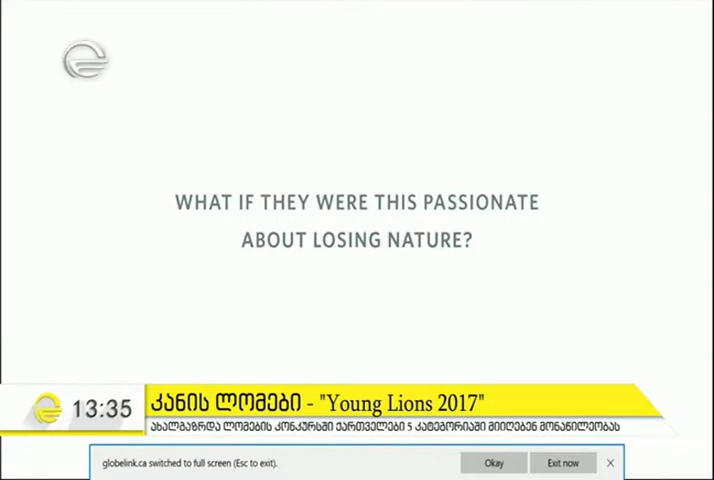 WHAT IF THEY WERE THIS PASSIONATE
ABOUT LOSING NATURE?
13:35
კანის ლომები - "Young Lions 2017"
ახალგაზრდა ლომების კონკურსში ქართველები 5 კატეგორიაში მიიღებენ მონაწილეობას
globelink.ca switched to full screen (Esc to exit).
Okay
Exit now
X